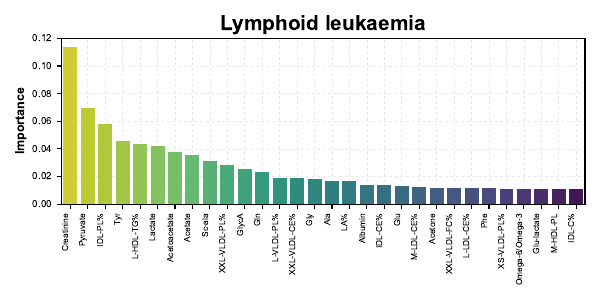 Lymphoid leukaemia
Importance
0.12
0.10
0.08
0.06
0.04
0.02
0.00
Creatinine
Pyruvate
IDL-PL%
Tyr
L-HDL-TG%
Lactate
Acetoacetate
Acetate
XXL-VLDL-PL%
GlycA
Gln
L-VLDL-PL%
XXL-VLDL-CE%
Gly
Ala
LA%
Albumin
IDL-CE%
Glu
M-LDL-CE%
Acetone
XXL-VLDL-FC%
L-LDL-CE%
Phe
XS-VLDL-PL%
Omega-6/Omega-3
Glu-lactate
M-HDL-PL
IDL-C%